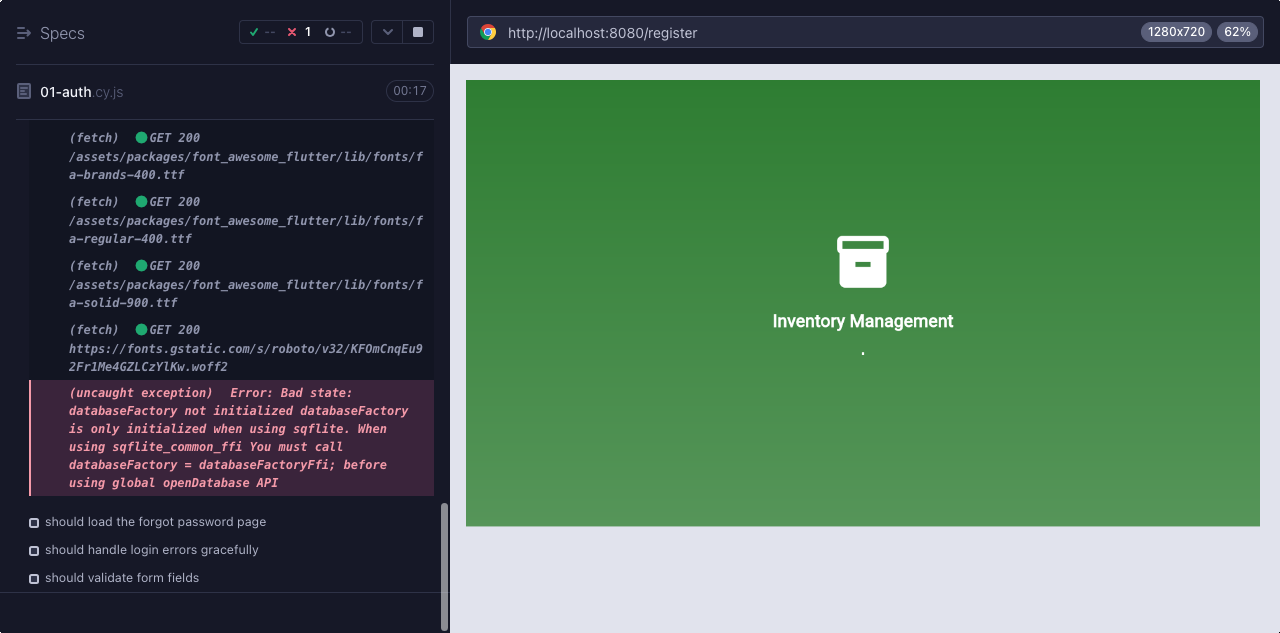 Specs
-- 1 --
http://localhost:8080/register
1280x720
62%
01-auth.cy.js
00:17
(fetch) GET 200
/assets/packages/font_awesome_flutter/lib/fonts/f
a-brands-400.ttf
(fetch) GET 200
/assets/packages/font_awesome_flutter/lib/fonts/f
a-regular-400.ttf
(fetch) GET 200
/assets/packages/font_awesome_flutter/lib/fonts/f
a-solid-900.ttf
(fetch) GET 200
https://fonts.gstatic.com/s/roboto/v32/KFOmCnqEu9
2Fr1Me4GZLCzYlKw.woff2
(uncaught exception) Error: Bad state:
databaseFactory not initialized databaseFactory
is only initialized when using sqflite. When
using sqflite_common_ffi You must call
databaseFactory = databaseFactoryFfi; before
using global openDatabase API
should load the forgot password page
should handle login errors gracefully
should validate form fields
Inventory Management
.